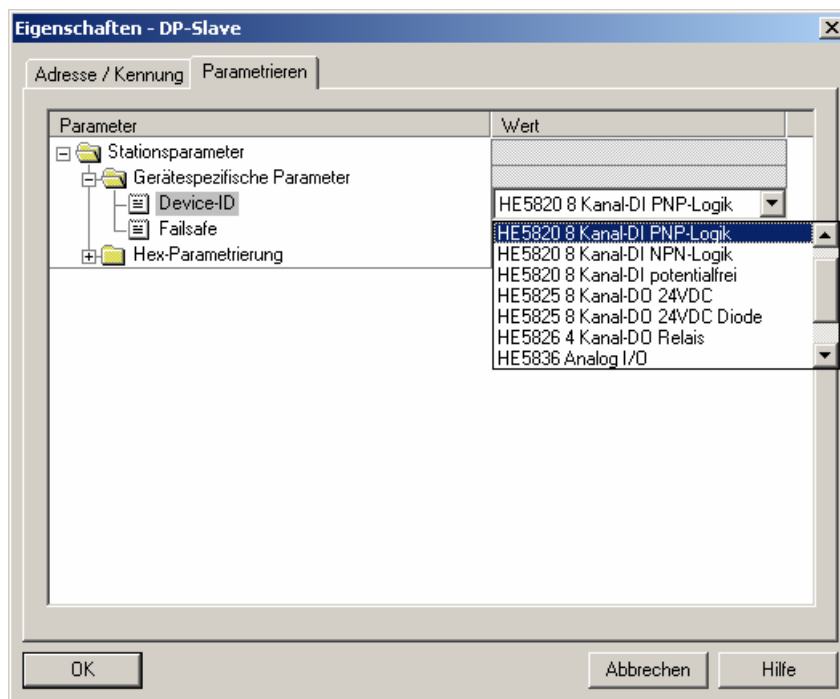 Eigenschaften - DP-Slave
Adresse / Kennung Parametrieren
Parameter Wert
Stationsparameter
Gerätespezifische Parameter
Device-ID HE5820 8 Kanal-DI PNP-Logik
Failsafe HE5820 8 Kanal-DI PNP-Logik
Hex-Parametrierung HE5820 8 Kanal-DI NPN-Logik
HE5820 8 Kanal-DI potentialfrei
HE5825 8 Kanal-DO 24VDC
HE5825 8 Kanal-DO 24VDC Diode
HE5826 4 Kanal-DO Relais
HE5836 Analog I/O
OK Abbrechen Hilfe